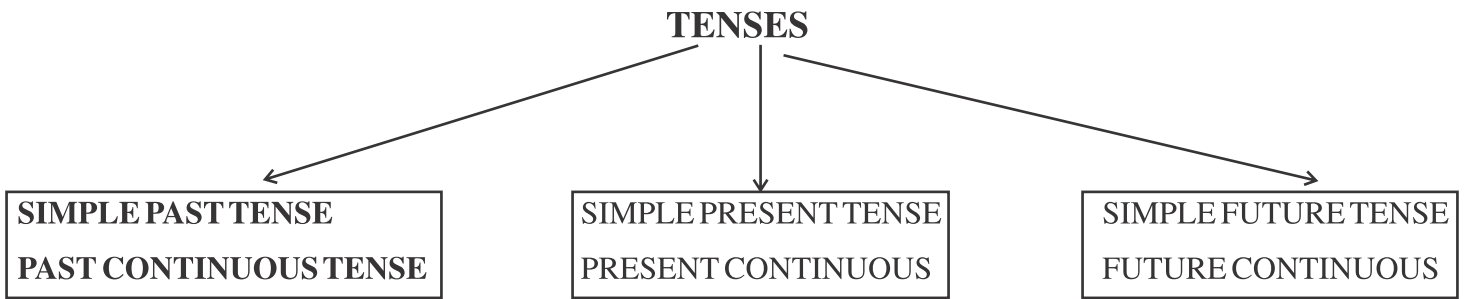 TENSES
SIMPLE PAST TENSE
PAST CONTINUOUS TENSE
SIMPLE PRESENT TENSE
PRESENT CONTINUOUS
SIMPLE FUTURE TENSE
FUTURE CONTINUOUS